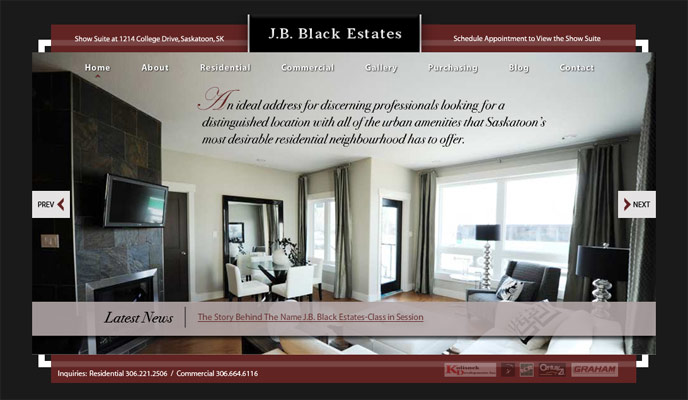 Show Suite at 1214 College Drive, Saskatoon, SK
J.B. Black Estates
Schedule Appointment to View the Show Suite
Home About Residential Commercial Gallery Purchasing Blog Contact
An ideal address for discerning professionals looking for a
distinguished location with all of the urban amenities that Saskatoon's
most desirable residential neighbourhood has to offer.
PREV
NEXT
Latest News
The Story Behind The Name J.B. Black Estates-Class in Session
Inquiries: Residential 306.221.2506 / Commercial 306.664.6116
GRAHAM